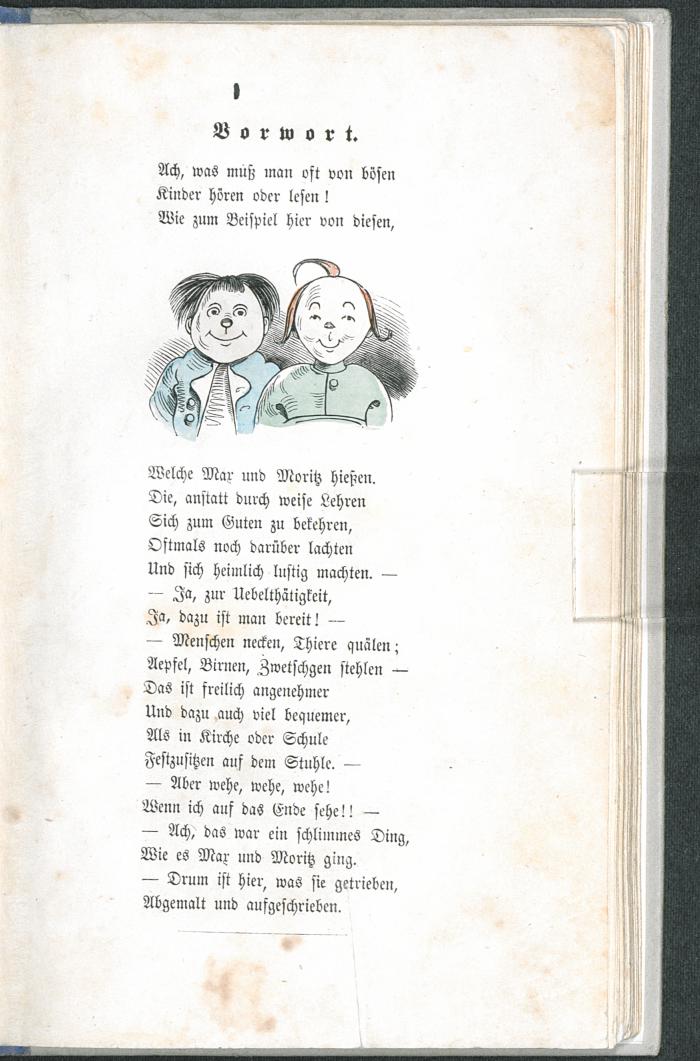 Vorwort.
Ach, was muß man oft von bösen
Kinder hören oder lesen!
Wie zum Beispiel hier von diesen,
Welche Max und Moritz hießen.
Die, anstatt durch weise Lehren
Sich zum Guten zu bekehren,
Oftmals noch darüber lachten
Und sich heimlich lustig machten. —
— Ja, zur Uebelthätigkeit,
Ja, dazu ist man bereit! —
— Menschen necken, Thiere quälen;
Aepfel, Birnen, Zwetschgen stehlen —
Das ist freilich angenehmer
Und dazu auch viel bequemer,
Als in Kirche oder Schule
Festzusitzen auf dem Stuhle. —
— Aber wehe, wehe, wehe!
Wenn ich auf das Ende sehe!! —
— Ach, das war ein schlimmes Ding,
Wie es Max und Moritz ging.
— Drum ist hier, was sie getrieben,
Abgemalt und aufgeschrieben.